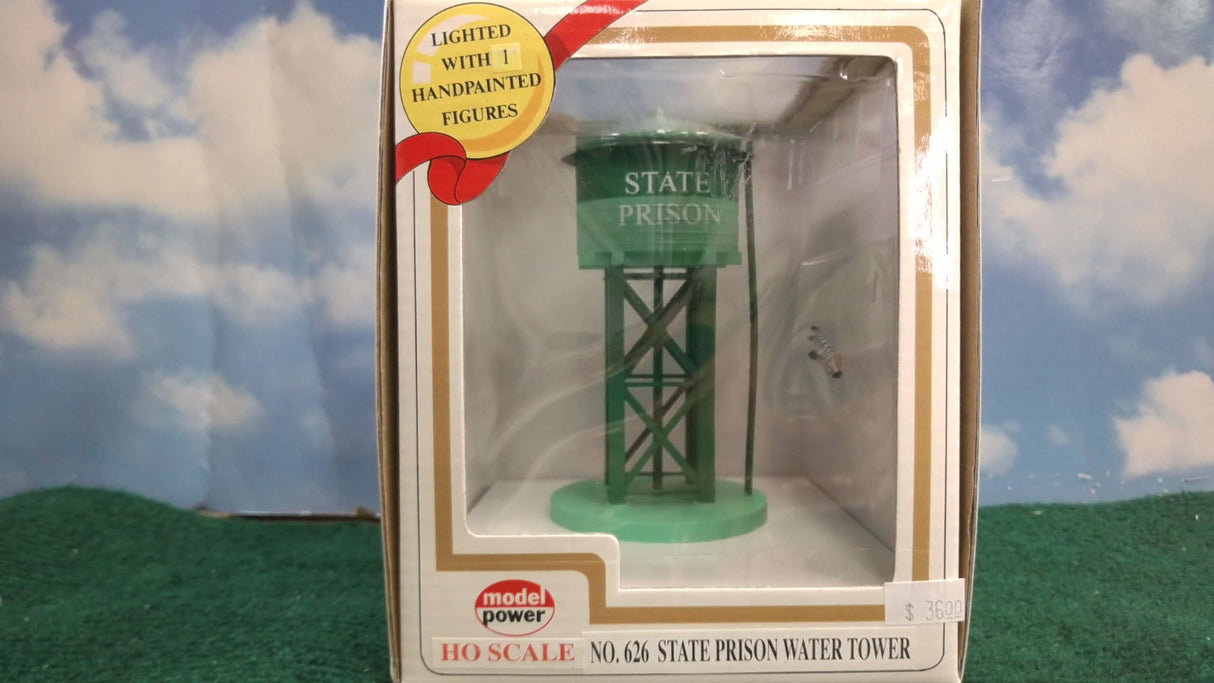 LIGHTED
WITH 1
HANDPAINTED
FIGURES
STATE
PRISON
model
power
$ 36.00
HO SCALE NO. 626 STATE PRISON WATER TOWER